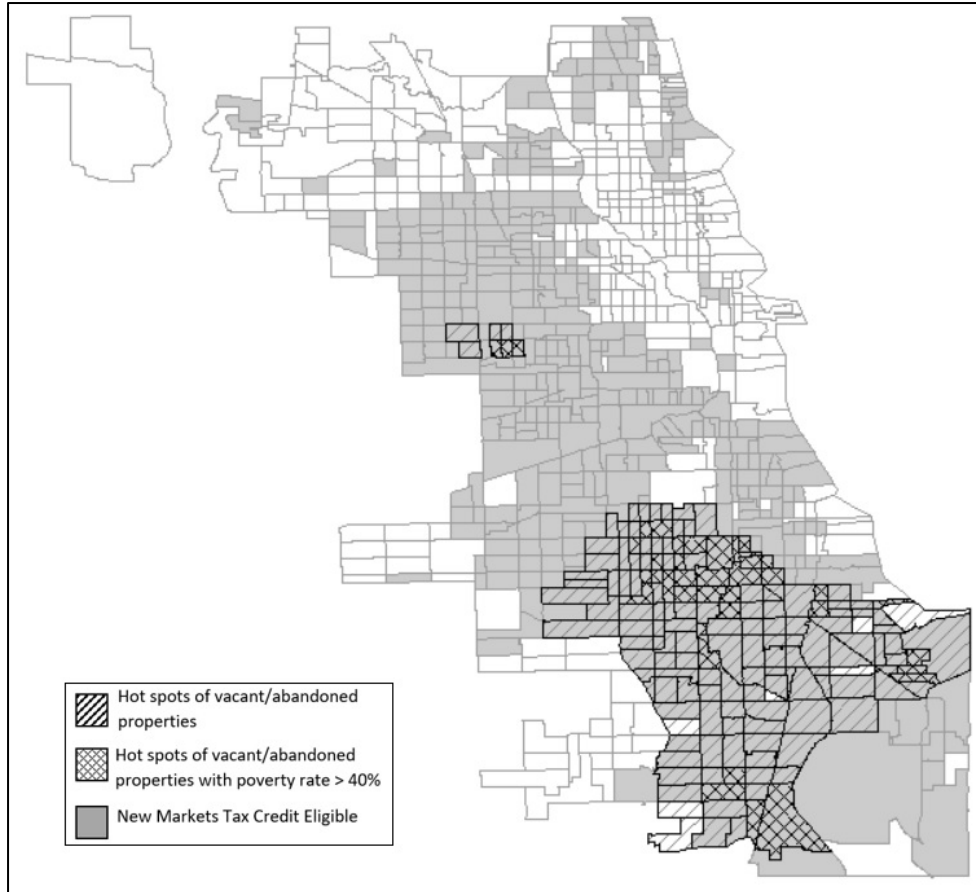 Hot spots of vacant/abandoned
properties
Hot spots of vacant/abandoned
properties with poverty rate > 40%
New Markets Tax Credit Eligible